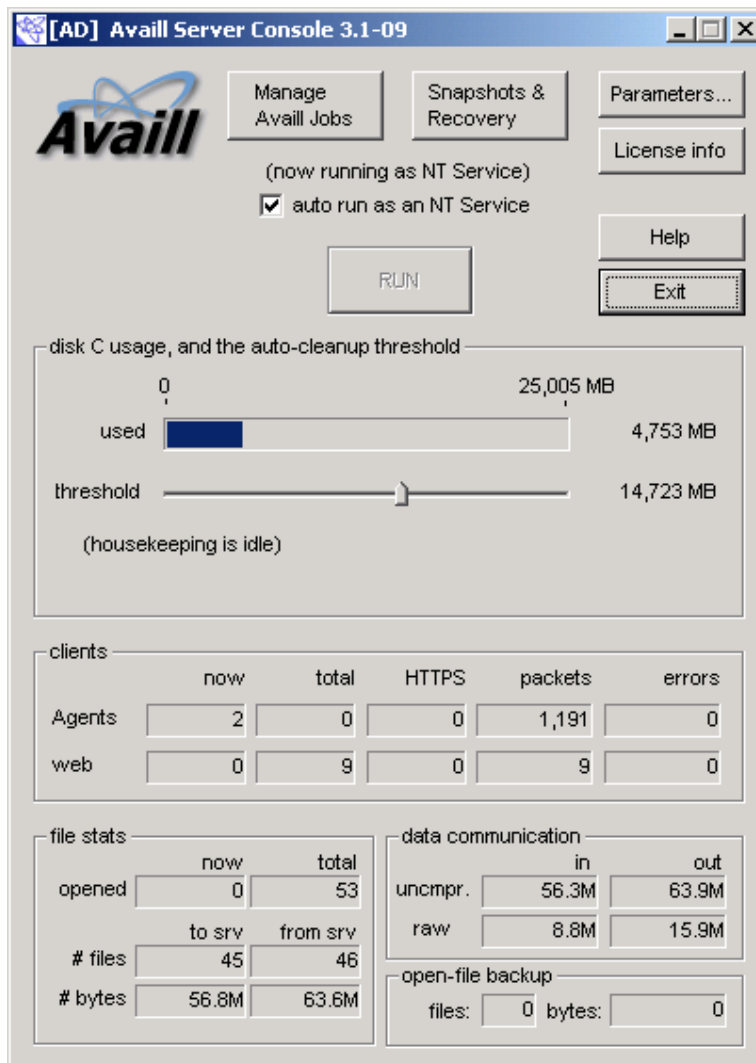 [AD] Availl Server Console 3.1-09
Availl
Manage
Availl Jobs
Snapshots &
Recovery
Parameters...
License info
(now running as NT Service)
auto run as an NT Service
Help
RUN
Exit
disk C usage, and the auto-cleanup threshold
0 25,005 MB
used 4,753 MB
threshold 14,723 MB
(housekeeping is idle)
clients
now total HTTPS packets errors
Agents 2 0 0 1,191 0
web 0 9 0 9 0
file stats
now total
opened 0 53
to srv from srv
# files 45 46
# bytes 56.8M 63.6M
data communication
in out
uncmpr. 56.3M 63.9M
raw 8.8M 15.9M
open-file backup
files: 0 bytes: 0